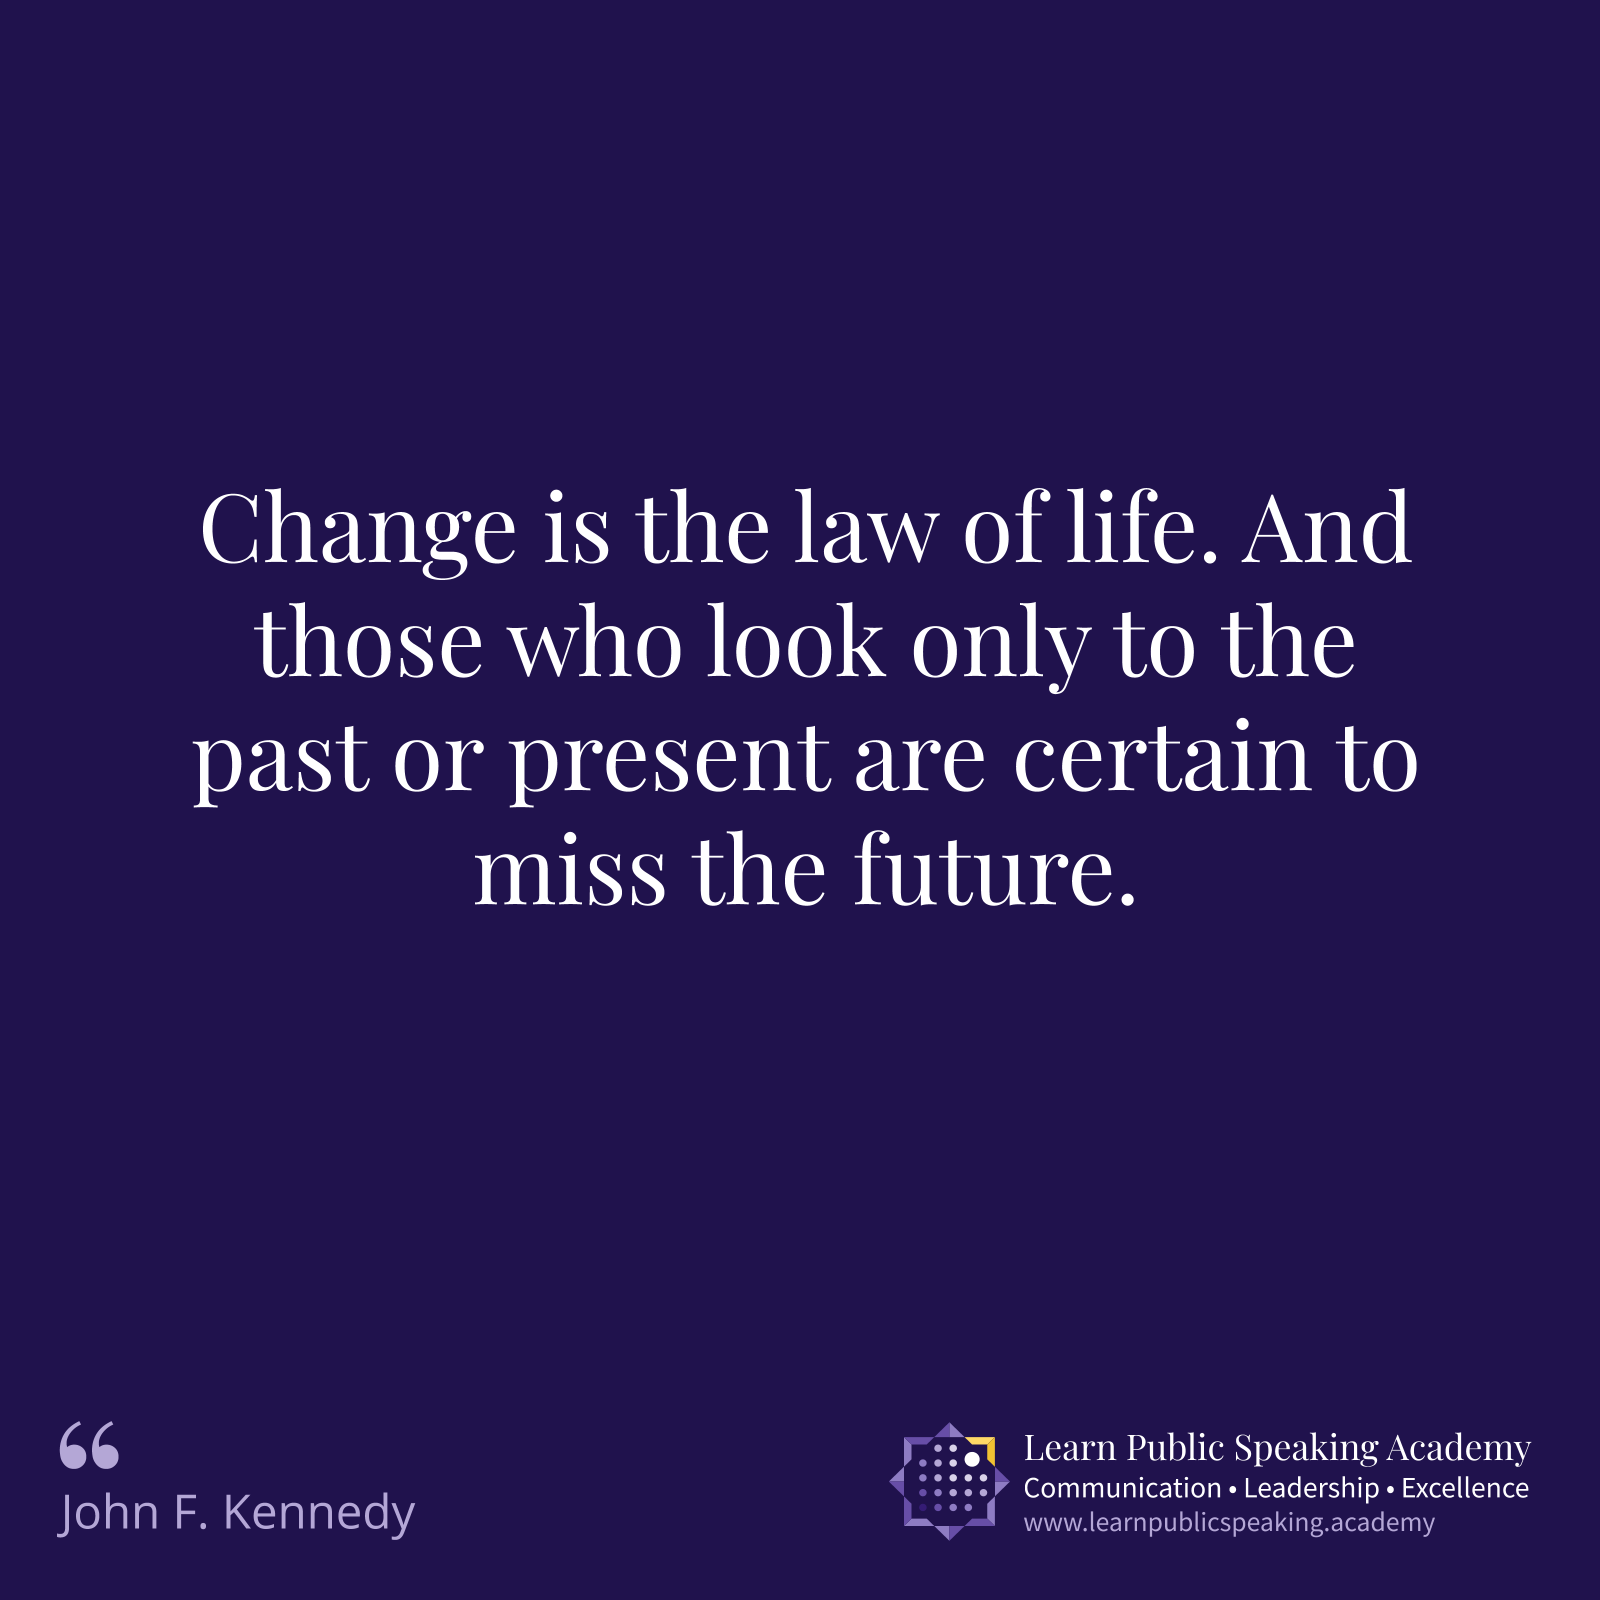 Change is the law of life. And
those who look only to the
past or present are certain to
miss the future.
“
John F. Kennedy
Learn Public Speaking Academy
Communication • Leadership • Excellence
www.learnpublicspeaking.academy